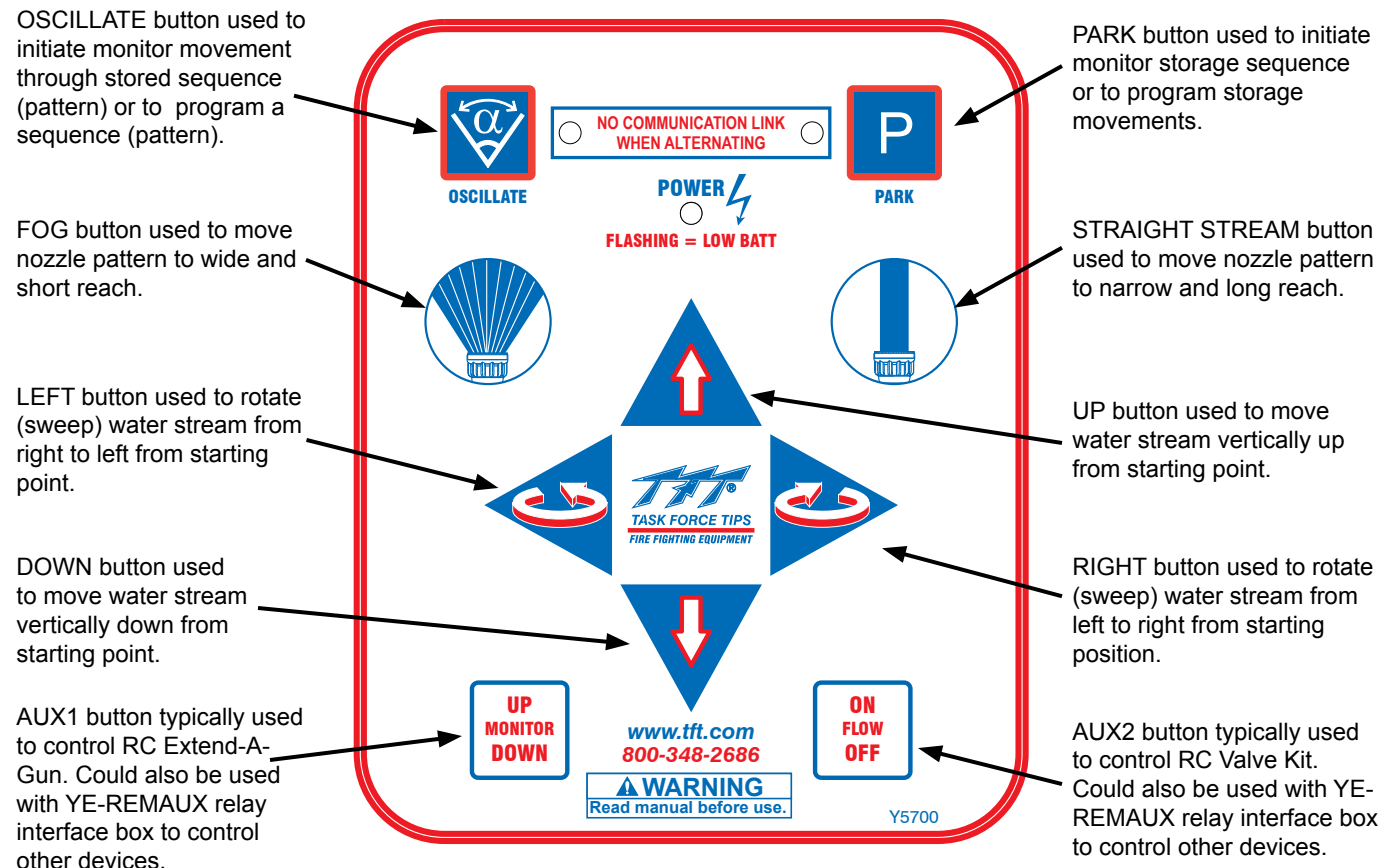 OSCILLATE button used to
initiate monitor movement
through stored sequence
(pattern) or to program a
sequence (pattern).
FOG button used to move
nozzle pattern to wide and
short reach.
LEFT button used to rotate
(sweep) water stream from
right to left from starting
point.
DOWN button used
to move water stream
vertically down from
starting point.
AUX1 button typically used
to control RC Extend-A-
Gun. Could also be used
with YE-REMAUX relay
interface box to control
other devices.
α
OSCILLATE
NO COMMUNICATION LINK
WHEN ALTERNATING
P
PARK
POWER
FLASHING = LOW BATT
TFT®
TASK FORCE TIPS
FIRE FIGHTING EQUIPMENT
UP
MONITOR
DOWN
www.tft.com
800-348-2686
WARNING
Read manual before use.
ON
FLOW
OFF
Y5700
PARK button used to initiate
monitor storage sequence
or to program storage
movements.
STRAIGHT STREAM button
used to move nozzle pattern
to narrow and long reach.
UP button used to move
water stream vertically up
from starting point.
RIGHT button used to rotate
(sweep) water stream from
left to right from starting
position.
AUX2 button typically used
to control RC Valve Kit.
Could also be used with YE-
REMAUX relay interface box
to control other devices.